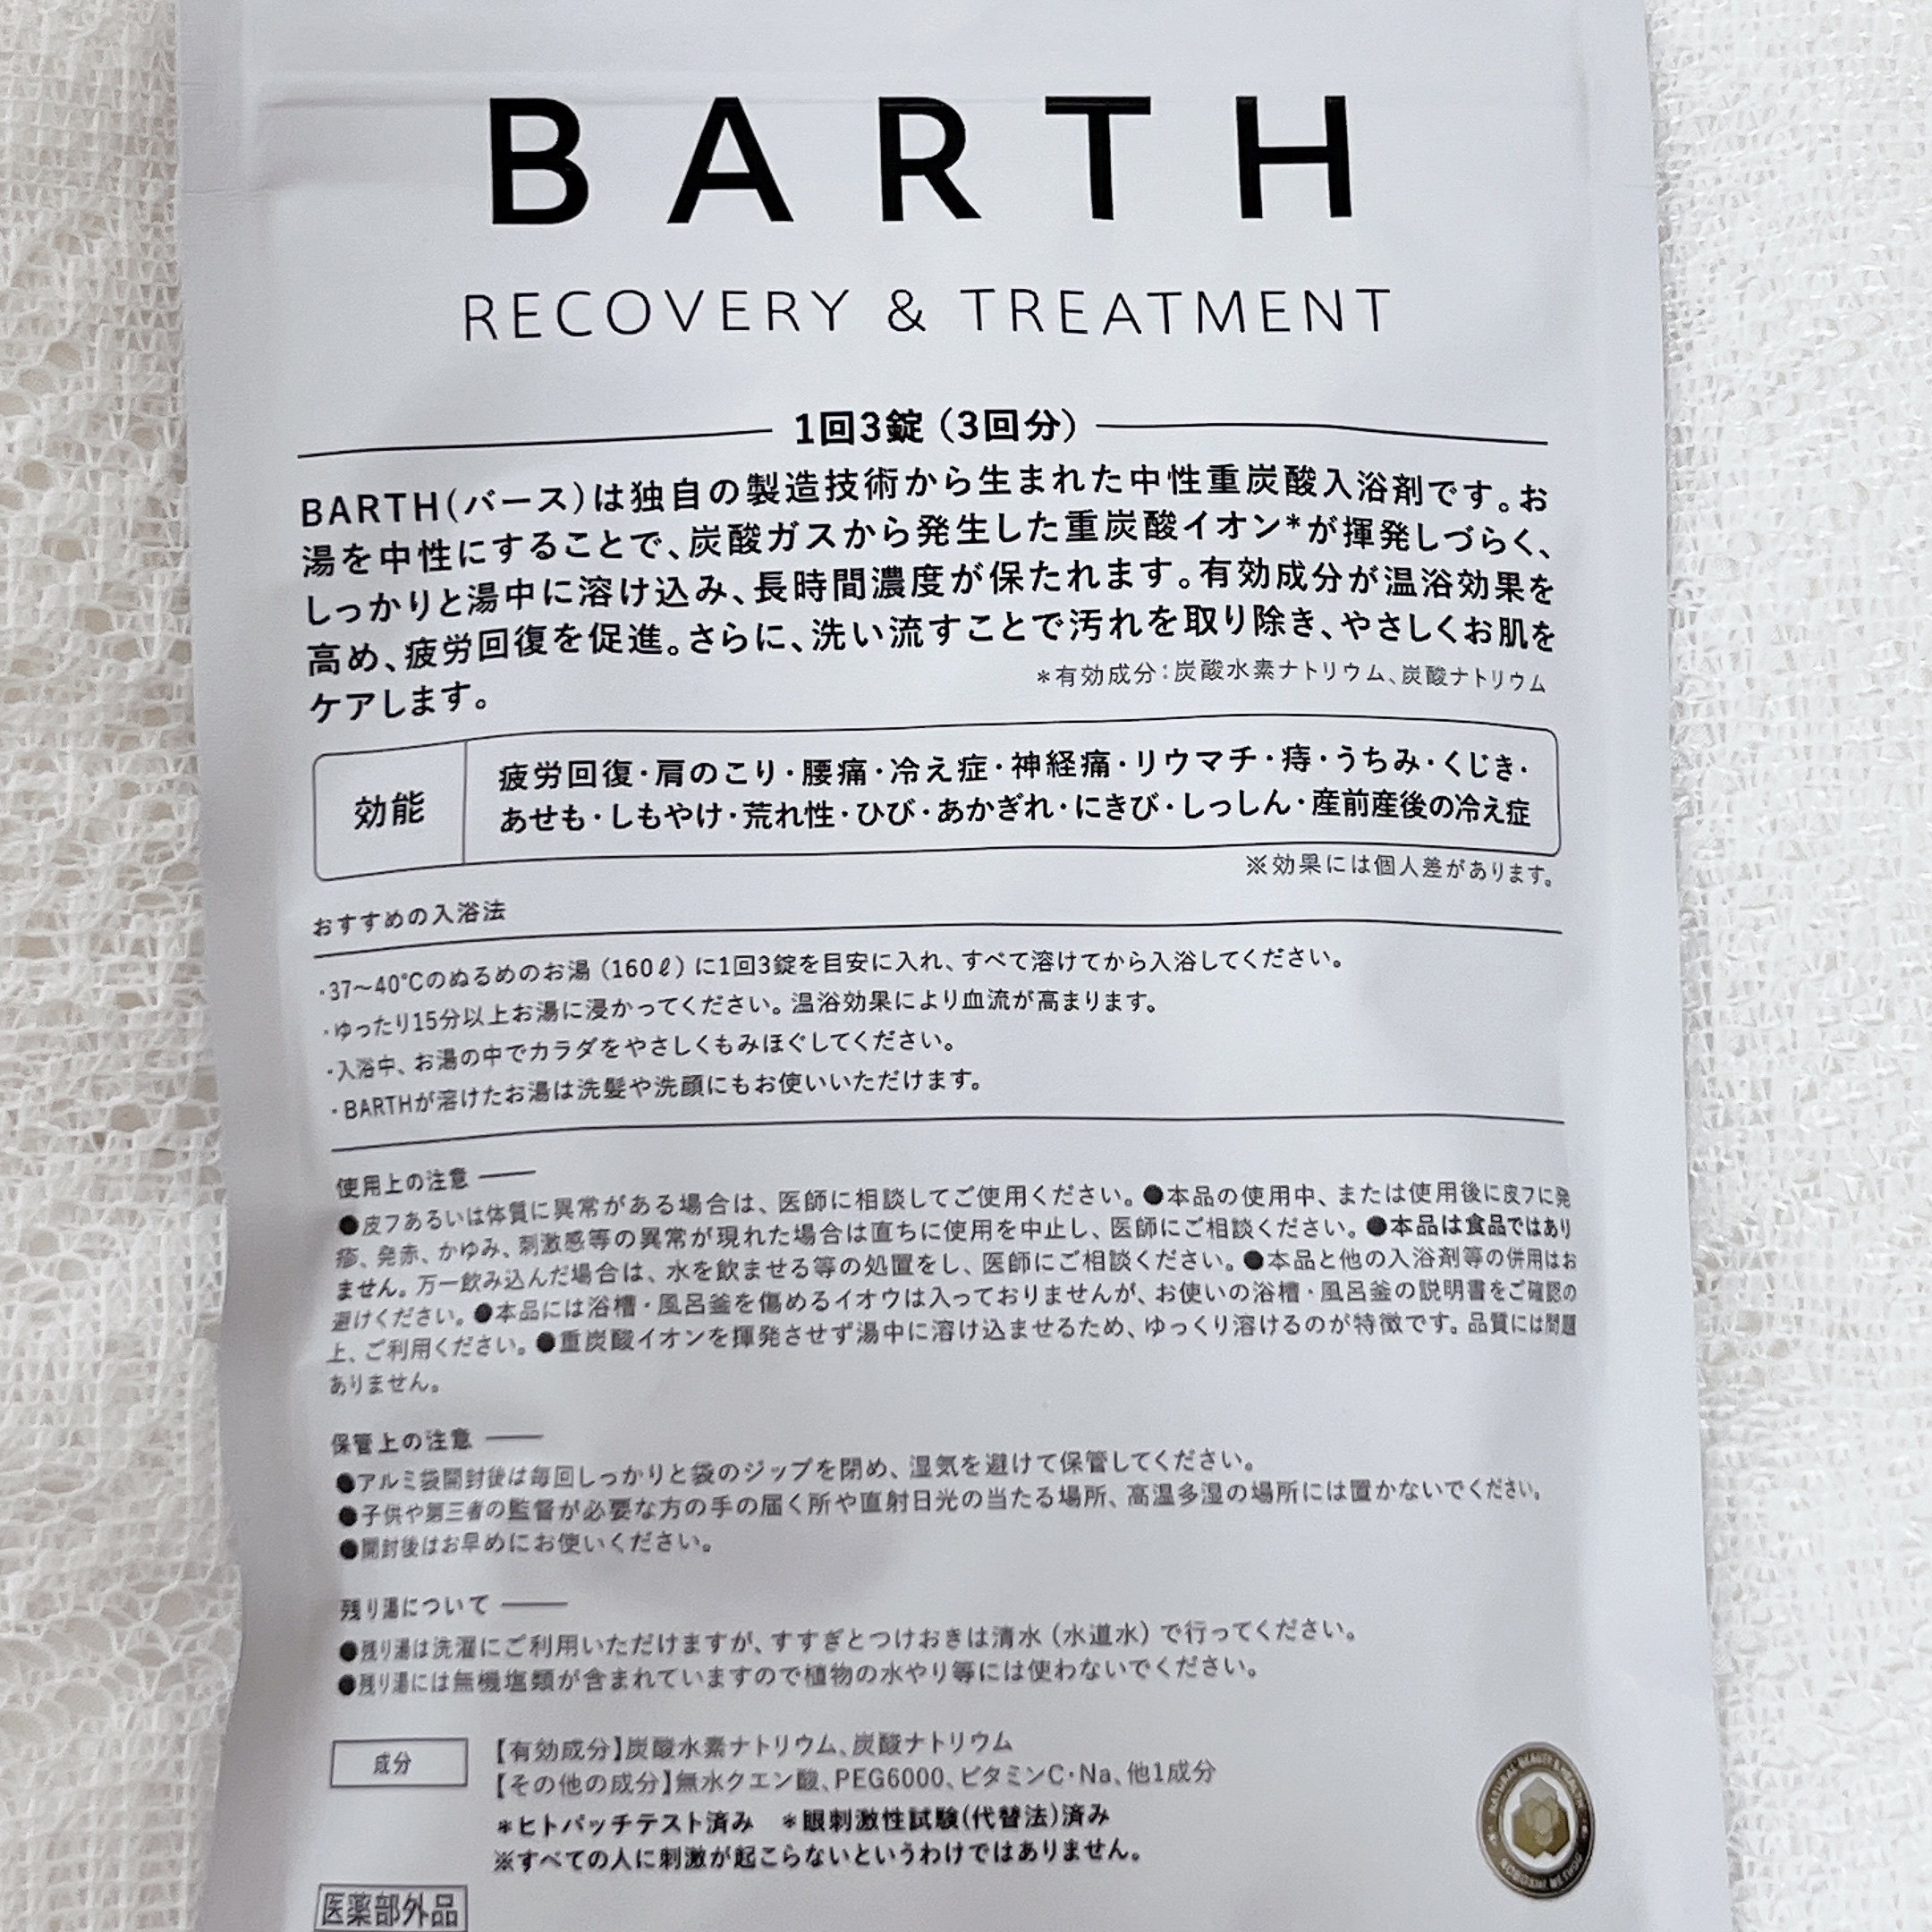 BARTH
RECOVERY & TREATMENT
1回3錠（3回分）
BARTH(バース)は独自の製造技術から生まれた中性重炭酸入浴剤です。お
湯を中性にすることで、炭酸ガスから発生した重炭酸イオン*が揮発しづらく、
しっかりと湯中に溶け込み、長時間濃度が保たれます。有効成分が温浴効果を
高め、疲労回復を促進。さらに、洗い流すことで汚れを取り除き、やさしくお肌を
ケアします。
*有効成分：炭酸水素ナトリウム、炭酸ナトリウム
効能
疲労回復・肩のこり・腰痛・冷え症・神経痛・リウマチ・痔・うちみ・くじき・
あせも・しもやけ・荒れ性・ひび・あかぎれ・にきび・しっしん・産前産後の冷え症
※効果には個人差があります。
おすすめの入浴法
・37〜40℃のぬるめのお湯（160ℓ）に1回3錠を目安に入れ、すべて溶けてから入浴してください。
・ゆったり15分以上お湯に浸かってください。温浴効果により血流が高まります。
・入浴中、お湯の中でカラダをやさしくもみほぐしてください。
・BARTHが溶けたお湯は洗髪や洗顔にもお使いいただけます。
使用上の注意
●皮フあるいは体質に異常がある場合は、医師に相談してご使用ください。●本品の使用中、または使用後に皮フに発
疹、発赤、かゆみ、刺激感等の異常が現れた場合は直ちに使用を中止し、医師にご相談ください。●本品は食品ではあり
ません。万一飲み込んだ場合は、水を飲ませる等の処置をし、医師にご相談ください。●本品と他の入浴剤等の併用はお
避けください。●本品には浴槽・風呂釜を傷めるイオウは入っておりませんが、お使いの浴槽・風呂釜の説明書をご確認の
上、ご利用ください。●重炭酸イオンを揮発させず湯中に溶け込ませるため、ゆっくり溶けるのが特徴です。品質には問題
ありません。
保管上の注意
●アルミ袋開封後は毎回しっかりと袋のジップを閉め、湿気を避けて保管してください。
●子供や第三者の監督が必要な方の手の届く所や直射日光の当たる場所、高温多湿の場所には置かないでください。
●開封後はお早めにお使いください。
残り湯について
●残り湯は洗濯にご利用いただけますが、すすぎとつけおきは清水（水道水）で行ってください。
●残り湯には無機塩類が含まれていますので植物の水やり等には使わないでください。
成分
【有効成分】炭酸水素ナトリウム、炭酸ナトリウム
【その他の成分】無水クエン酸、PEG6000、ビタミンC・Na、他1成分
*ヒトパッチテスト済み　*眼刺激性試験(代替法)済み
※すべての人に刺激が起こらないというわけではありません。
医薬部外品